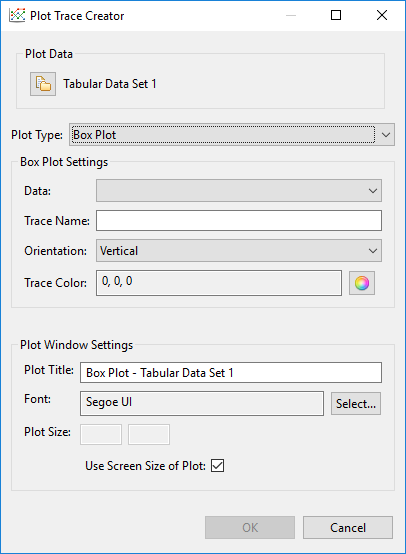 Plot Trace Creator
Plot Data
Tabular Data Set 1
Plot Type: Box Plot
Box Plot Settings
Data:
Trace Name:
Orientation: Vertical
Trace Color: 0, 0, 0
Plot Window Settings
Plot Title: Box Plot - Tabular Data Set 1
Font: Segoe UI Select...
Plot Size:
Use Screen Size of Plot:
OK Cancel